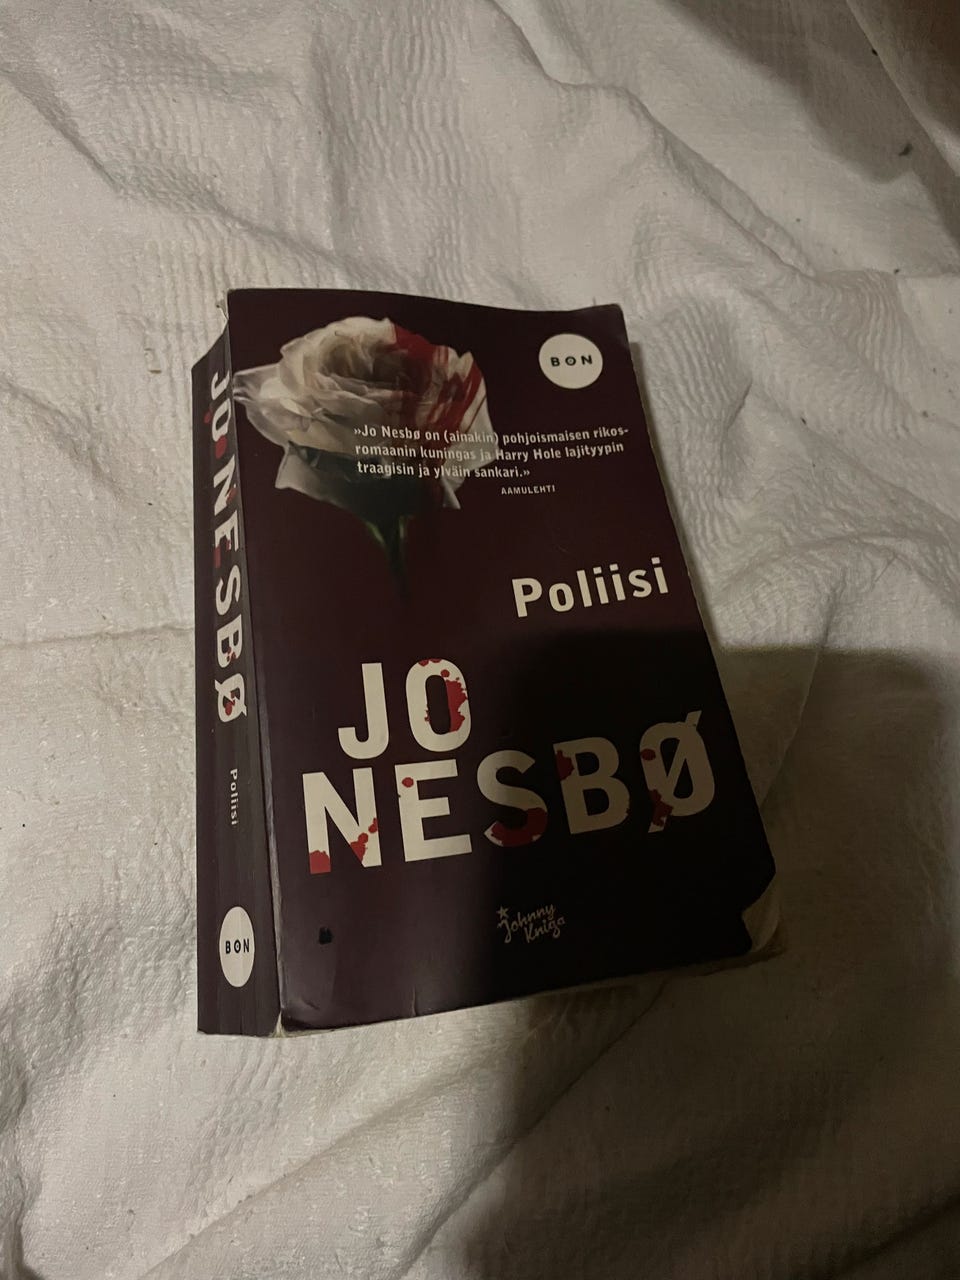 BON
»Jo Nesbø on (ainakin) pohjoismaisen rikos-
romaanin kuningas ja Harry Hole lajityypin
traagisin ja ylväin sankari.»
AAMULEHTI
Poliisi
JO
NESBØ
Johnny
Kniga
JO NESBØ
Poliisi
BON